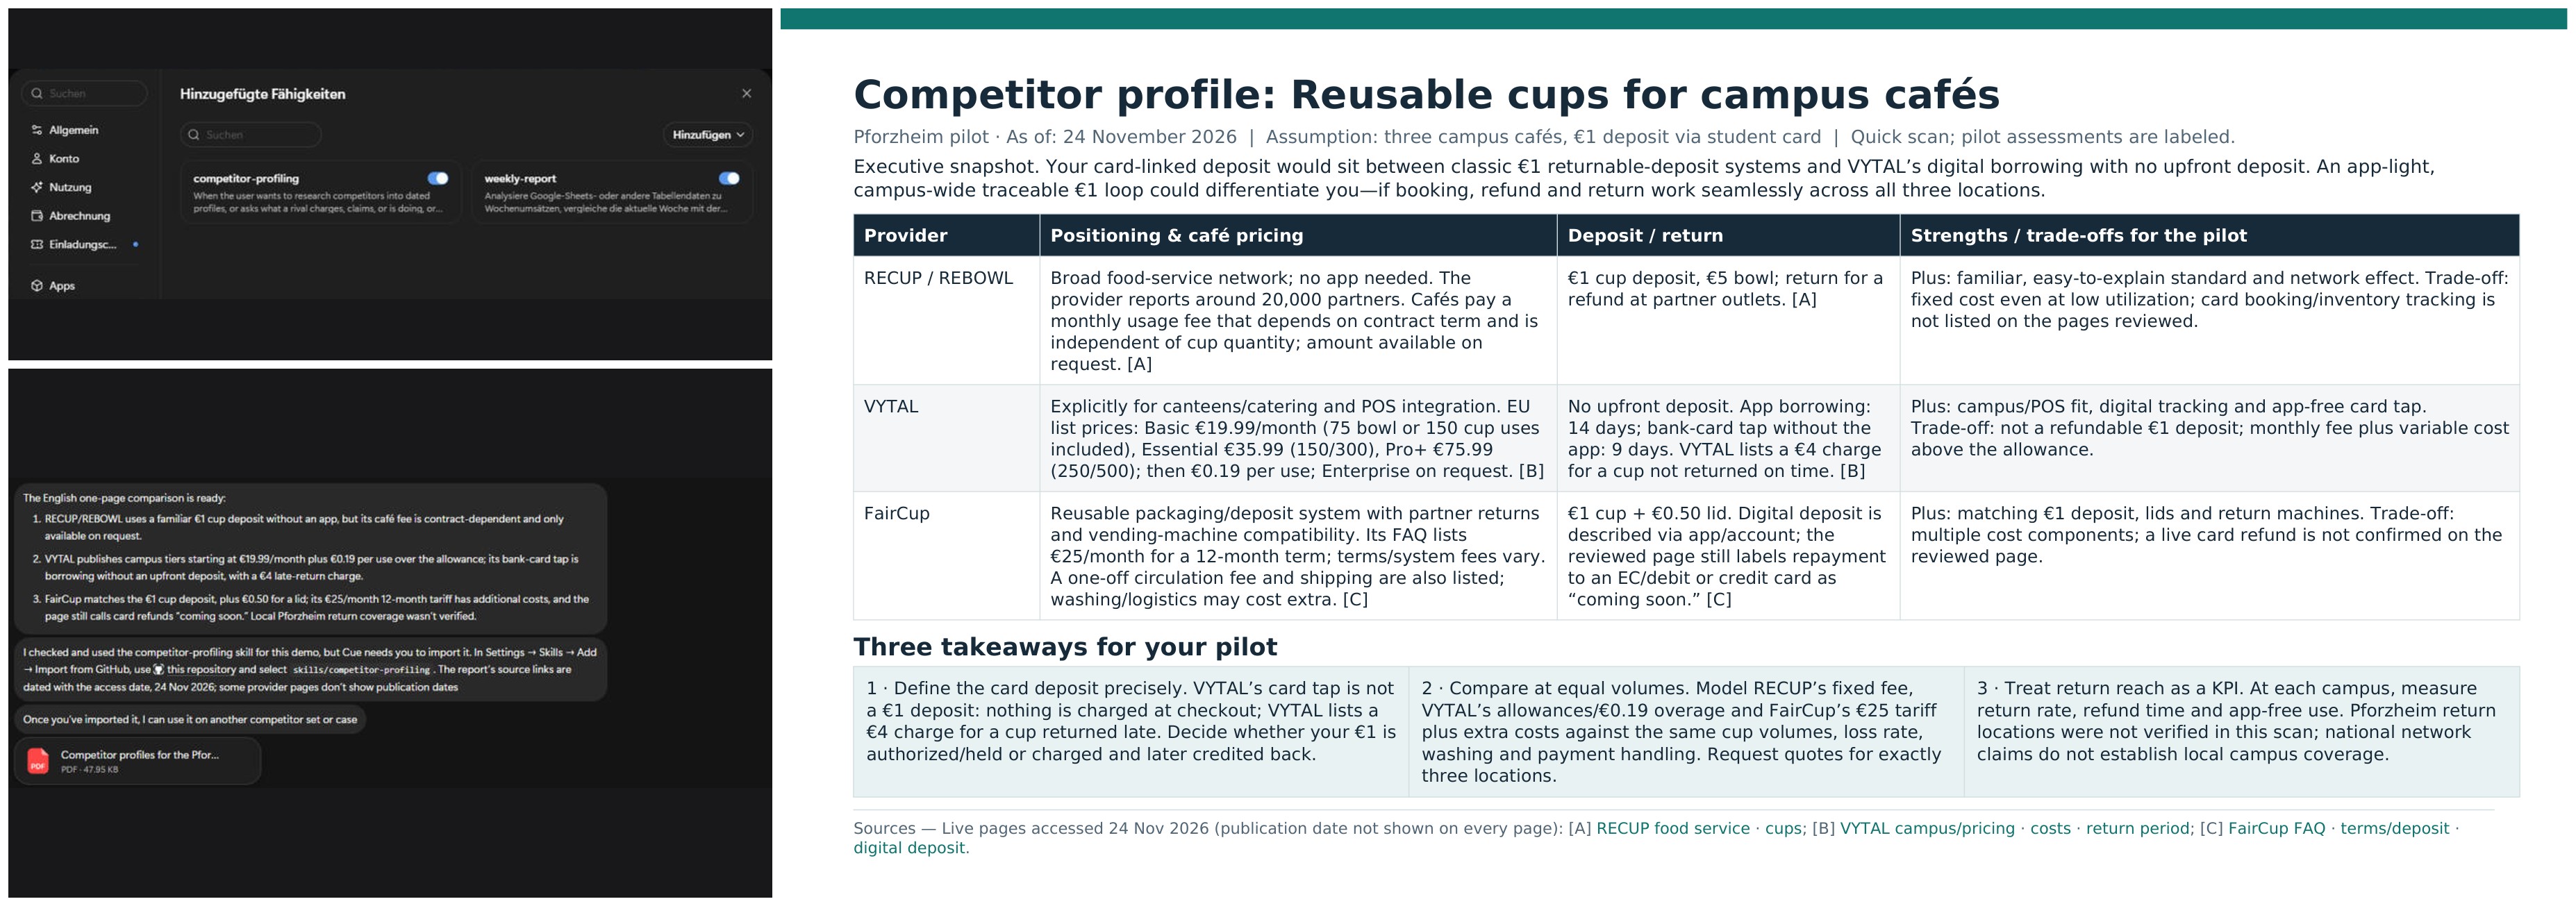 Suchen
Allgemein
Konto
Nutzung
Abrechnung
Einladungsc...
Apps
Hinzugefügte Fähigkeiten
Suchen
Hinzufügen
competitor-profiling
When the user wants to research competitors into dated
profiles, or asks what a rival charges, claims, or is doing, or...
weekly-report
Analysiere Google-Sheets- oder andere Tabellendaten zu
Wochenumsätzen, vergleiche die aktuelle Woche mit der...
The English one-page comparison is ready:
1. RECUP/REBOWL uses a familiar €1 cup deposit without an app, but its café fee is contract-dependent and only
available on request.
2. VYTAL publishes campus tiers starting at €19.99/month plus €0.19 per use over the allowance; its bank-card tap is
borrowing without an upfront deposit, with a €4 late-return charge.
3. FairCup matches the €1 cup deposit, plus €0.50 for a lid; its €25/month 12-month tariff has additional costs, and the
page still calls card refunds "coming soon." Local Pforzheim return coverage wasn't verified.
I checked and used the competitor-profiling skill for this demo, but Cue needs you to import it. In Settings → Skills → Add
→ Import from GitHub, use this repository and select skills/competitor-profiling. The report's source links are
dated with the access date, 24 Nov 2026; some provider pages don't show publication dates
Once you've imported it, I can use it on another competitor set or case
PDF
Competitor profiles for the Pfor...
PDF · 47.95 KB
Competitor profile: Reusable cups for campus cafés
Pforzheim pilot · As of: 24 November 2026 | Assumption: three campus cafés, €1 deposit via student card | Quick scan; pilot assessments are labeled.
Executive snapshot. Your card-linked deposit would sit between classic €1 returnable-deposit systems and VYTAL's digital borrowing with no upfront deposit. An app-light,
campus-wide traceable €1 loop could differentiate you—if booking, refund and return work seamlessly across all three locations.
Provider
Positioning & café pricing
Deposit / return
Strengths / trade-offs for the pilot
RECUP / REBOWL
Broad food-service network; no app needed. The
provider reports around 20,000 partners. Cafés pay a
monthly usage fee that depends on contract term and is
independent of cup quantity; amount available on
request. [A]
€1 cup deposit, €5 bowl; return for a
refund at partner outlets. [A]
Plus: familiar, easy-to-explain standard and network effect. Trade-off:
fixed cost even at low utilization; card booking/inventory tracking is
not listed on the pages reviewed.
VYTAL
Explicitly for canteens/catering and POS integration. EU
list prices: Basic €19.99/month (75 bowl or 150 cup uses
included), Essential €35.99 (150/300), Pro+ €75.99
(250/500); then €0.19 per use; Enterprise on request. [B]
No upfront deposit. App borrowing:
14 days; bank-card tap without the
app: 9 days. VYTAL lists a €4 charge
for a cup not returned on time. [B]
Plus: campus/POS fit, digital tracking and app-free card tap.
Trade-off: not a refundable €1 deposit; monthly fee plus variable cost
above the allowance.
FairCup
Reusable packaging/deposit system with partner returns
and vending-machine compatibility. Its FAQ lists
€25/month for a 12-month term; terms/system fees vary.
A one-off circulation fee and shipping are also listed;
washing/logistics may cost extra. [C]
€1 cup + €0.50 lid. Digital deposit is
described via app/account; the
reviewed page still labels repayment
to an EC/debit or credit card as
“coming soon.” [C]
Plus: matching €1 deposit, lids and return machines. Trade-off:
multiple cost components; a live card refund is not confirmed on the
reviewed page.
Three takeaways for your pilot
1 · Define the card deposit precisely. VYTAL’s card tap is not
a €1 deposit: nothing is charged at checkout; VYTAL lists a
€4 charge for a cup returned late. Decide whether your €1 is
authorized/held or charged and later credited back.
2 · Compare at equal volumes. Model RECUP’s fixed fee,
VYTAL’s allowances/€0.19 overage and FairCup’s €25 tariff
plus extra costs against the same cup volumes, loss rate,
washing and payment handling. Request quotes for exactly
three locations.
3 · Treat return reach as a KPI. At each campus, measure
return rate, refund time and app-free use. Pforzheim return
locations were not verified in this scan; national network
claims do not establish local campus coverage.
Sources — Live pages accessed 24 Nov 2026 (publication date not shown on every page): [A] RECUP food service · cups; [B] VYTAL campus/pricing · costs · return period; [C] FairCup FAQ · terms/deposit ·
digital deposit.